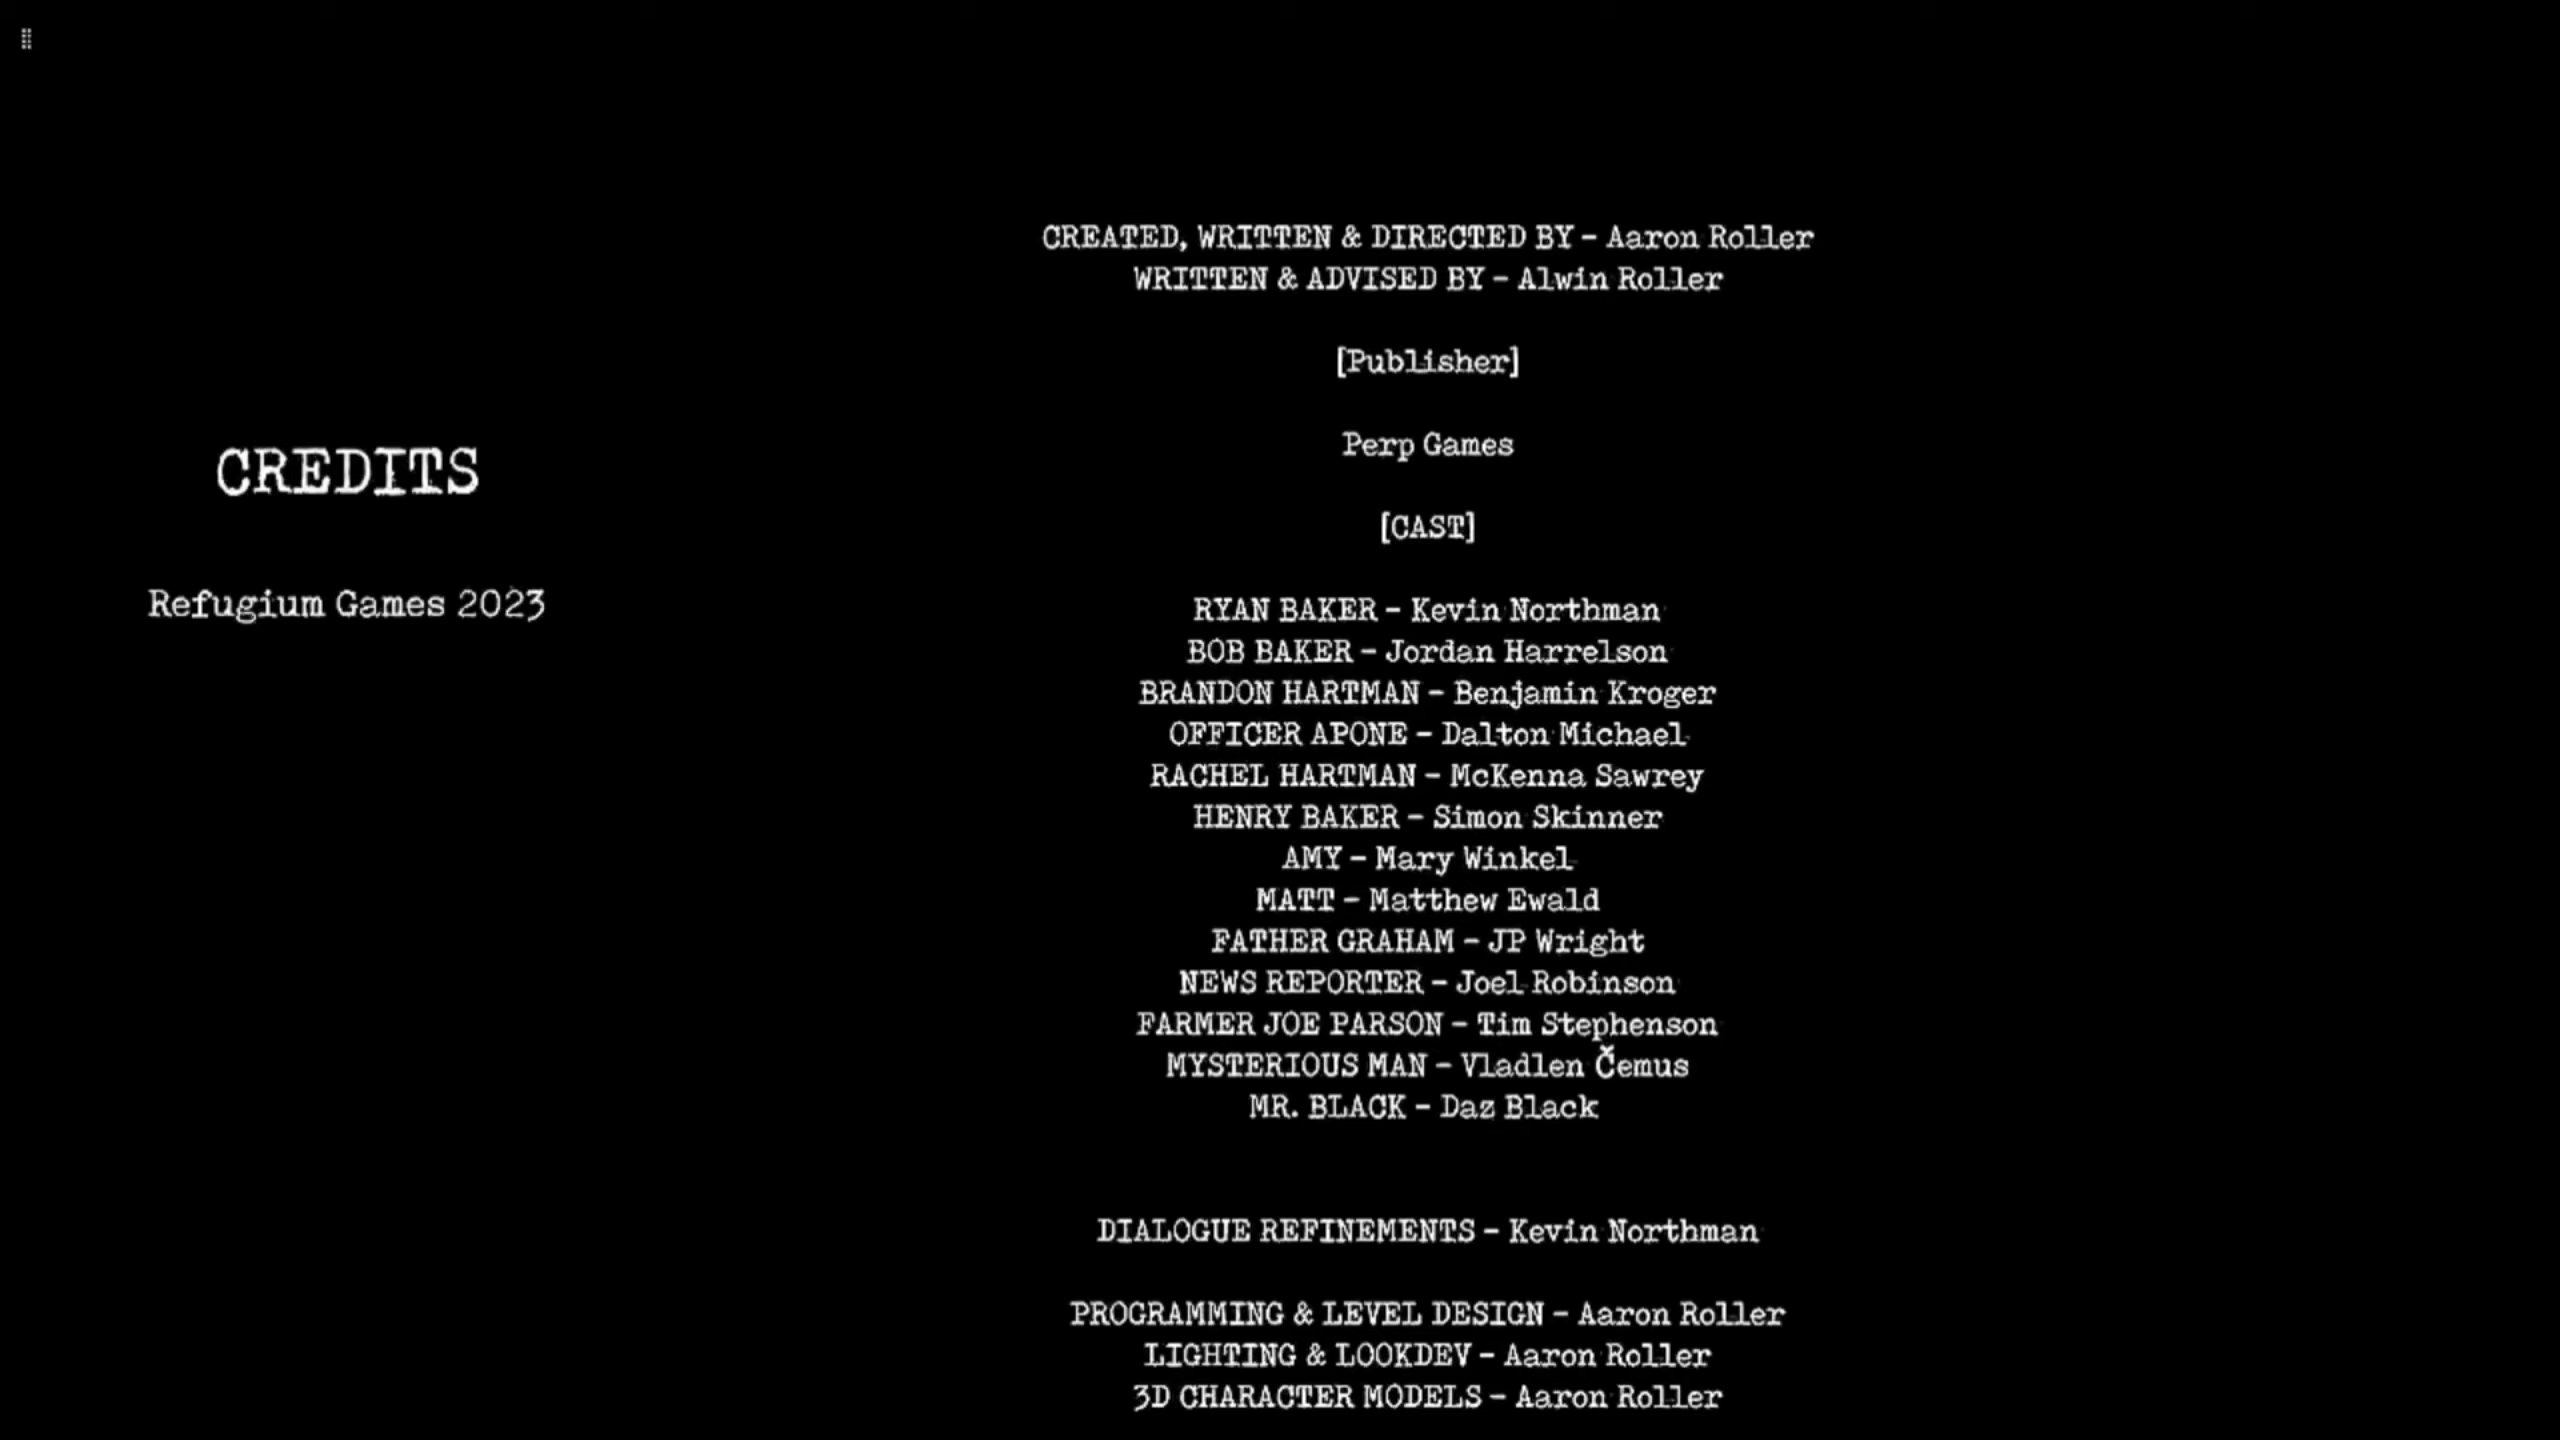 CREDITS
Refugium Games 2023
CREATED, WRITTEN & DIRECTED BY - Aaron Roller
WRITTEN & ADVISED BY - Alwin Roller
[Publisher]
Perp Games
[CAST]
RYAN BAKER - Kevin Northman
BOB BAKER - Jordan Harrelson
BRANDON HARTMAN - Benjamin Kroger
OFFICER APONE - Dalton Michael
RACHEL HARTMAN - McKenna Sawrey
HENRY BAKER - Simon Skinner
AMY - Mary Winkel
MATT - Matthew Ewald
FATHER GRAHAM - JP Wright
NEWS REPORTER - Joel Robinson
FARMER JOE PARSON - Tim Stephenson
MYSTERIOUS MAN - Vladlen Čemus
MR. BLACK - Daz Black
DIALOGUE REFINEMENTS - Kevin Northman
PROGRAMMING & LEVEL DESIGN - Aaron Roller
LIGHTING & LOOKDEV - Aaron Roller
3D CHARACTER MODELS - Aaron Roller